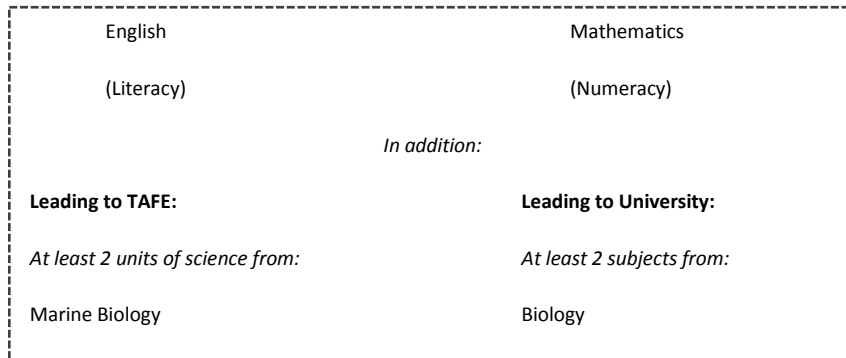 English Mathematics
(Literacy) (Numeracy)
In addition:
Leading to TAFE: Leading to University:
At least 2 units of science from: At least 2 subjects from:
Marine Biology Biology